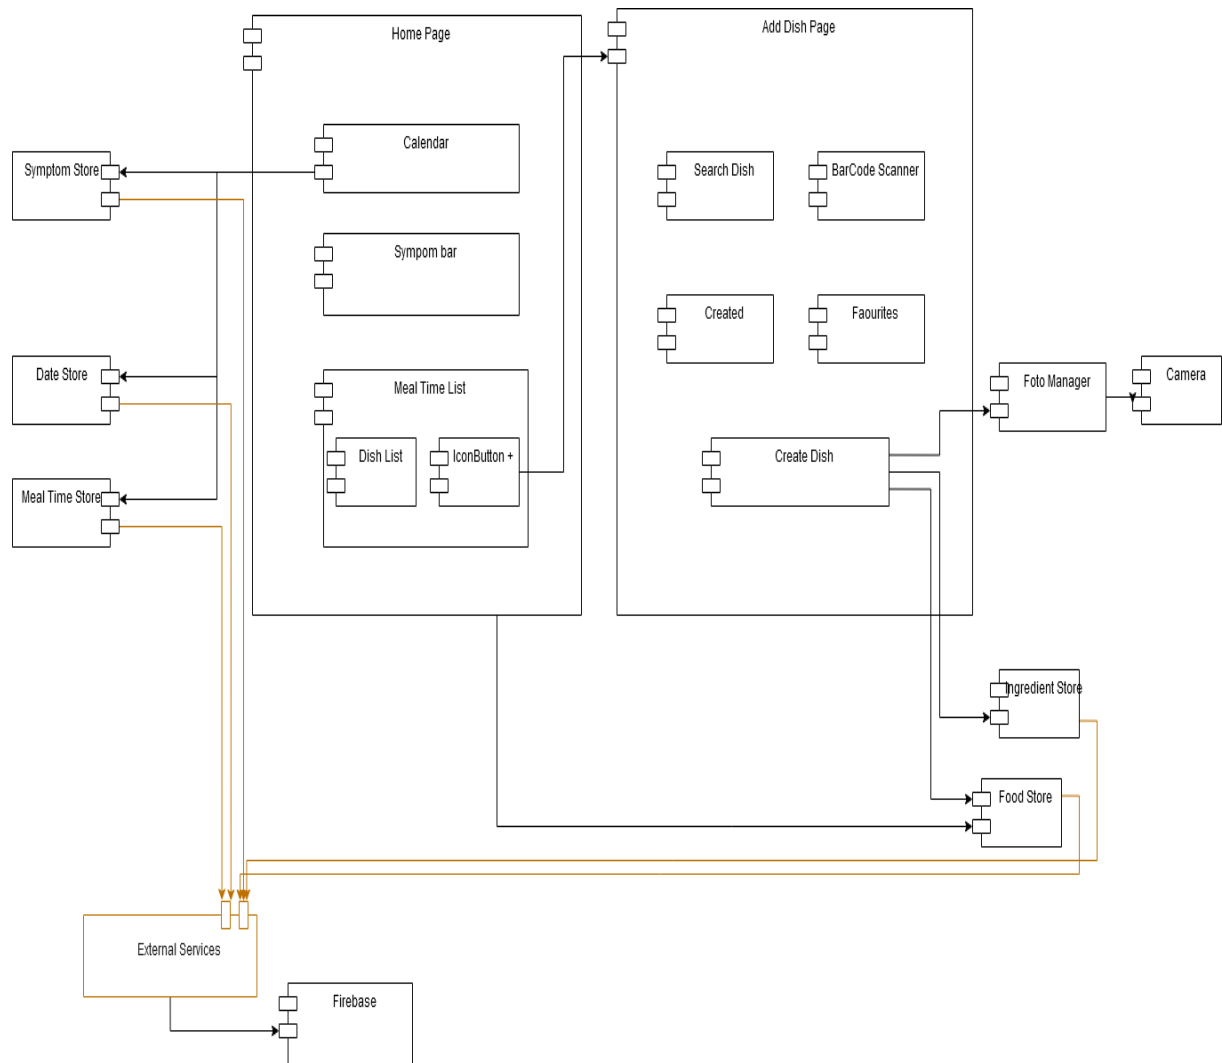 Home Page
Add Dish Page
Calendar
Symptom Store
Search Dish
BarCode Scanner
Sympom bar
Created
Faourites
Date Store
Meal Time List
Foto Manager
Camera
Dish List
IconButton +
Create Dish
Meal Time Store
Ingredient Store
Food Store
External Services
Firebase